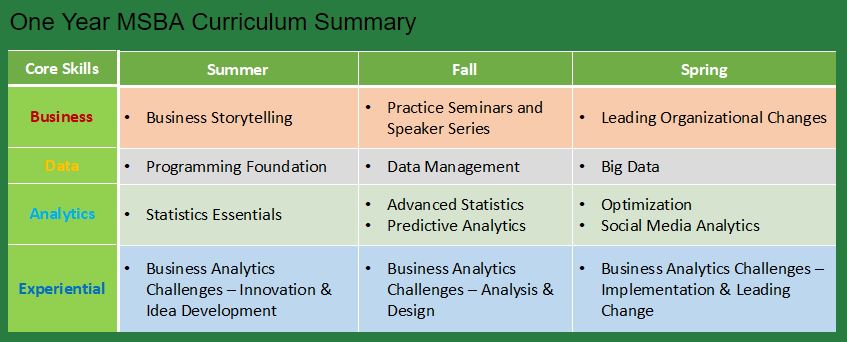 One Year MSBA Curriculum Summary
Core Skills
Summer
Fall
Spring
Business
• Business Storytelling
• Practice Seminars and
Speaker Series
• Leading Organizational Changes
Data
• Programming Foundation
• Data Management
• Big Data
Analytics
• Statistics Essentials
• Advanced Statistics
• Predictive Analytics
• Optimization
• Social Media Analytics
Experiential
• Business Analytics
Challenges – Innovation &
Idea Development
• Business Analytics
Challenges – Analysis &
Design
• Business Analytics Challenges –
Implementation & Leading
Change